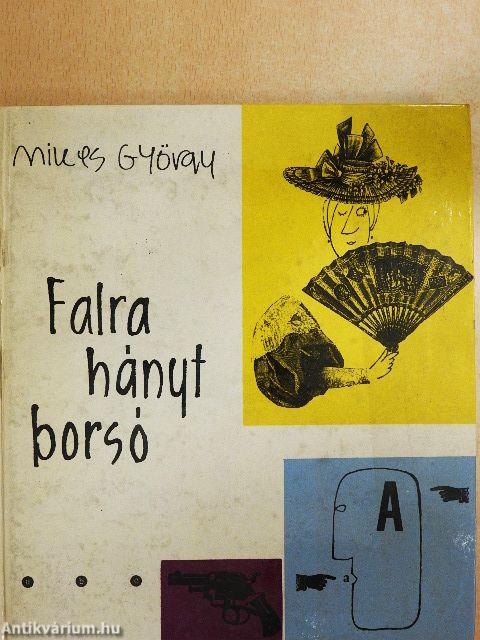 Mikes György
Falra
hányt
borsó
A
a
a b c
Antikvárium.hu